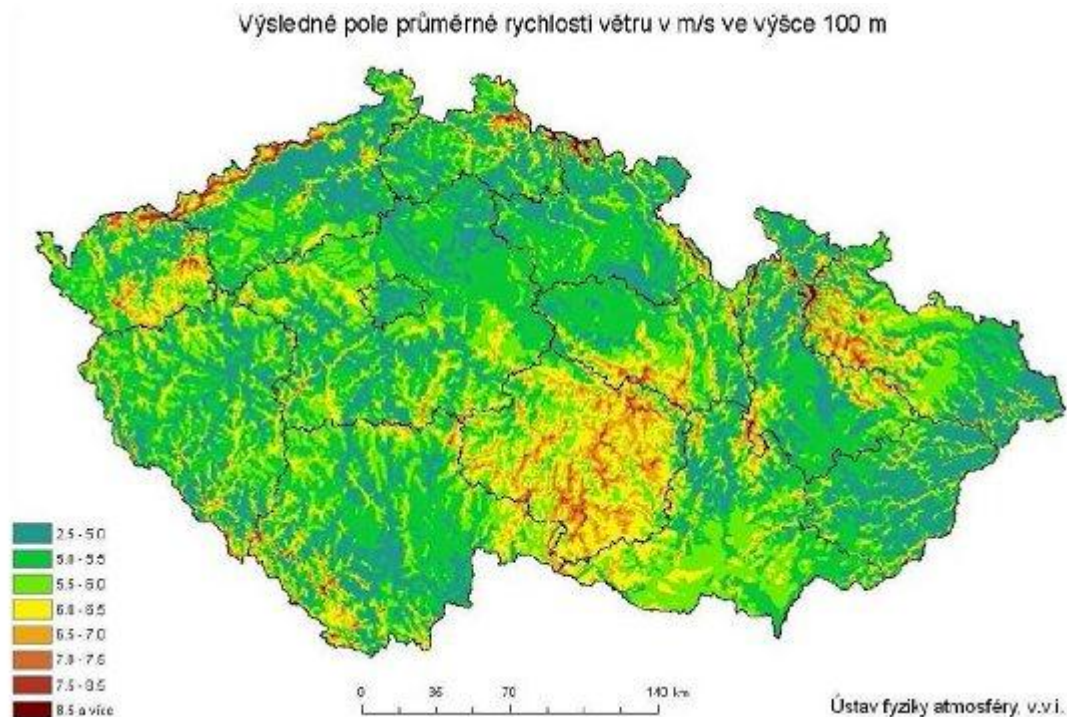 Výsledné pole průměrné rychlosti větru v m/s ve výšce 100 m
2.5 - 5.0
5.0 - 5.5
5.5 - 6.0
6.0 - 6.5
6.5 - 7.0
7.0 - 7.5
7.5 - 8.5
8.5 a více
0 36 70 140 km
Ústav fyziky atmosféry, v.v.i.